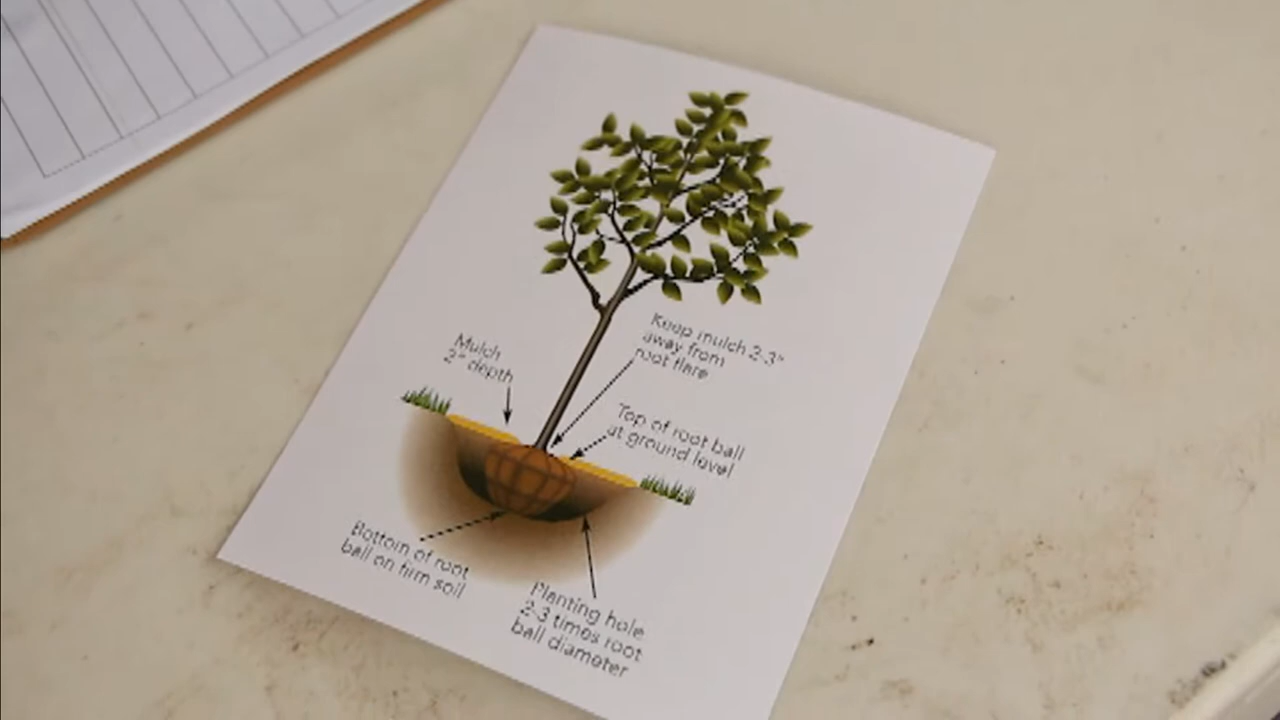 Keep mulch 2-3"
away from
root flare
Mulch
2" depth
Top of root ball
at ground level
Bottom of root
ball on firm soil
Planting hole
2-3 times root
ball diameter